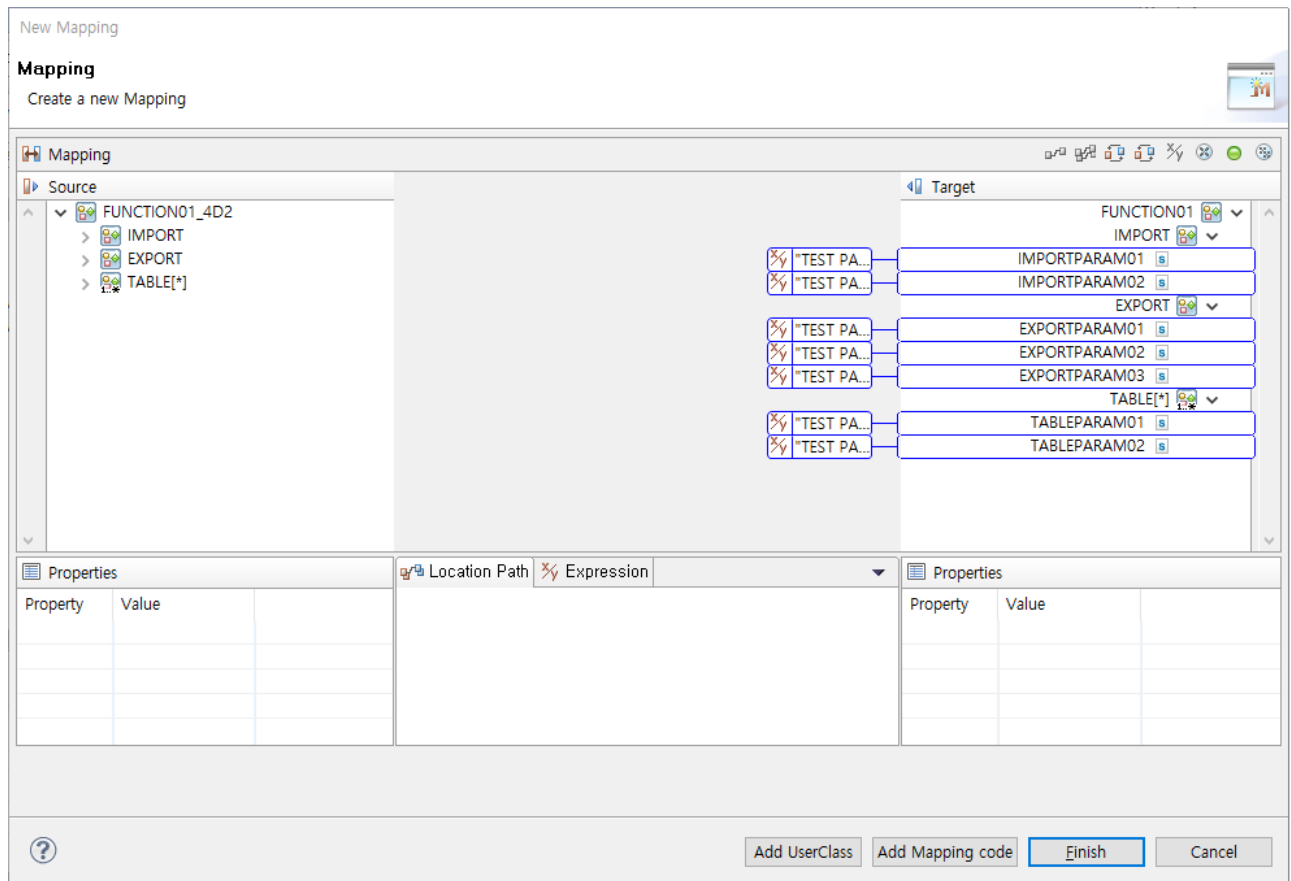 New Mapping
Mapping
Create a new Mapping
Mapping
Source
Target
FUNCTION01_4D2
IMPORT
EXPORT
TABLE[*]
FUNCTION01
IMPORT
"TEST PA... IMPORTPARAM01
"TEST PA... IMPORTPARAM02
EXPORT
"TEST PA... EXPORTPARAM01
"TEST PA... EXPORTPARAM02
"TEST PA... EXPORTPARAM03
TABLE[*]
"TEST PA... TABLEPARAM01
"TEST PA... TABLEPARAM02
Properties
Property Value
Location Path Expression
Properties
Property Value
Add UserClass Add Mapping code Finish Cancel